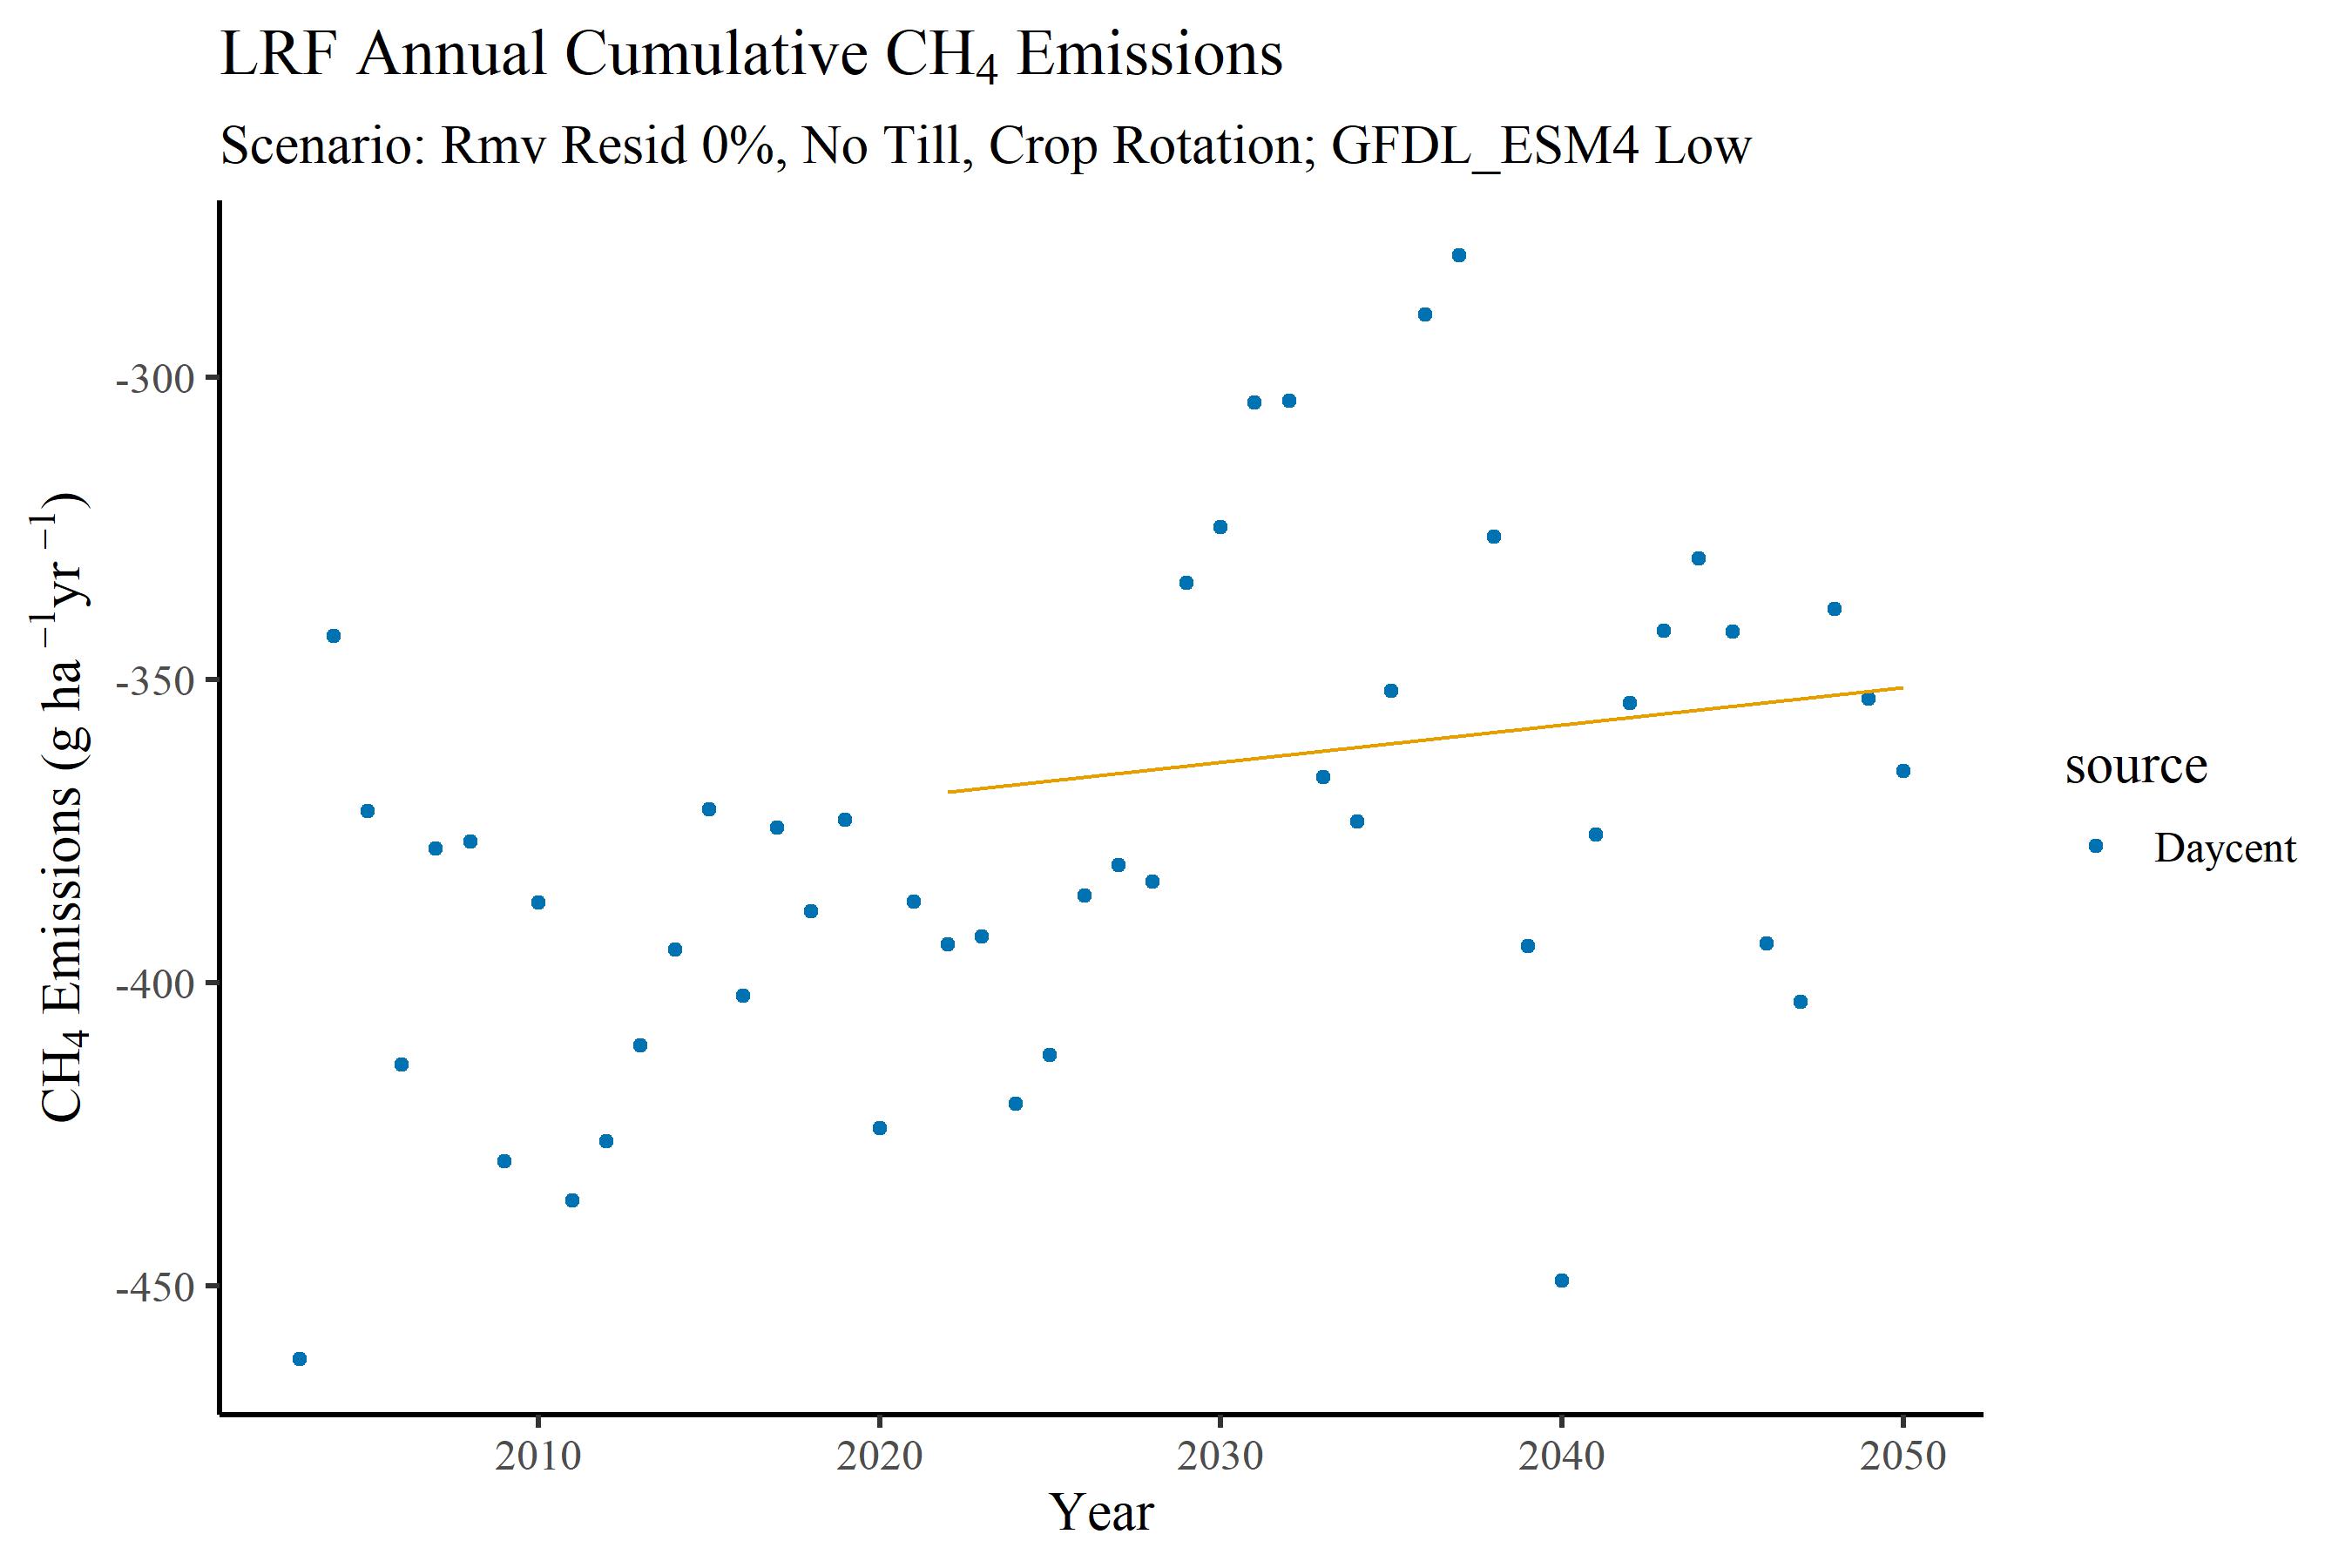 LRF Annual Cumulative CH₄ Emissions
Scenario: Rmv Resid 0%, No Till, Crop Rotation; GFDL_ESM4 Low
CH₄ Emissions (g ha ⁻¹yr ⁻¹)
-300
-350
-400
-450
2010 2020 2030 2040 2050
Year
source
Daycent